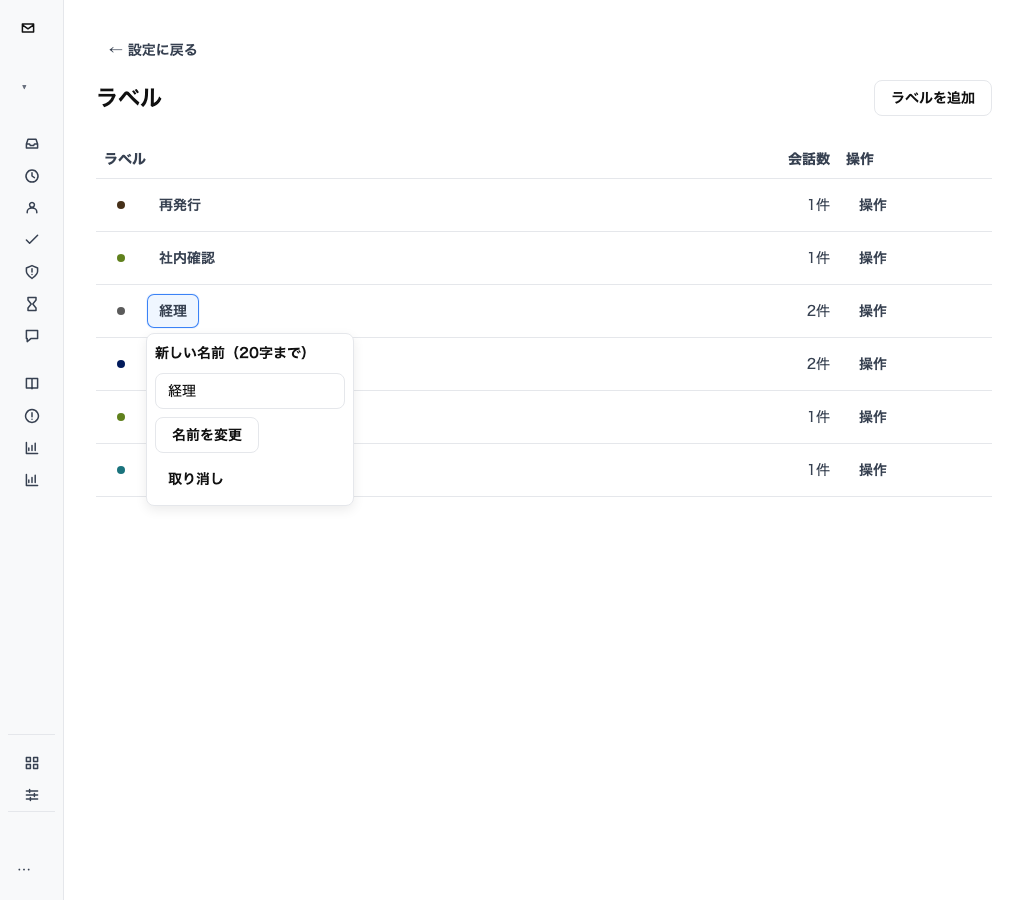 ← 設定に戻る
ラベル
ラベルを追加
ラベル 会話数 操作
再発行 1件 操作
社内確認 1件 操作
経理 2件 操作
新しい名前（20字まで）
2件 操作
経理
名前を変更
1件 操作
取り消し
1件 操作